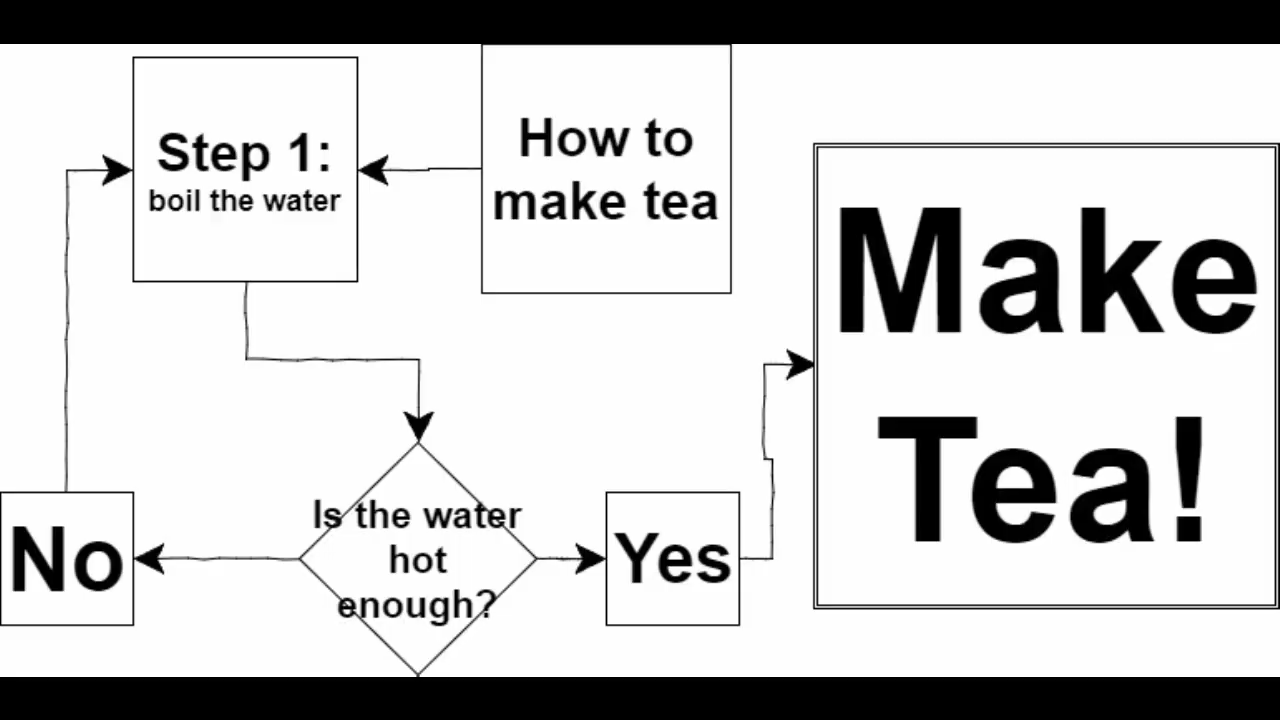 How to
make tea
Step 1:
boil the water
Is the water
hot
enough?
No
Yes
Make
Tea!